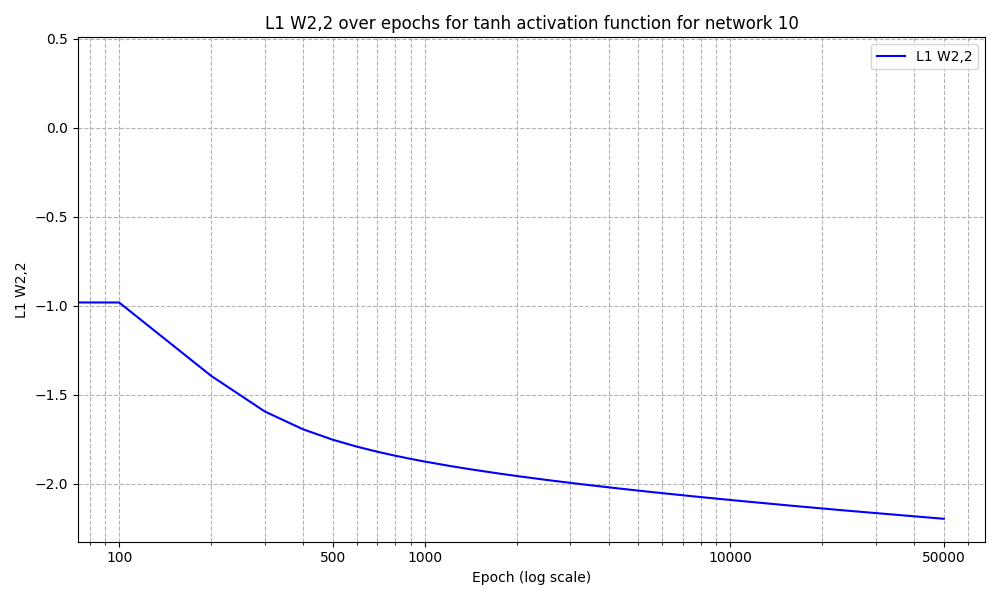 L1 W2,2 over epochs for tanh activation function for network 10
L1 W2,2
0.5
0.0
−0.5
−1.0
−1.5
−2.0
L1 W2,2
100
500
1000
10000
50000
Epoch (log scale)